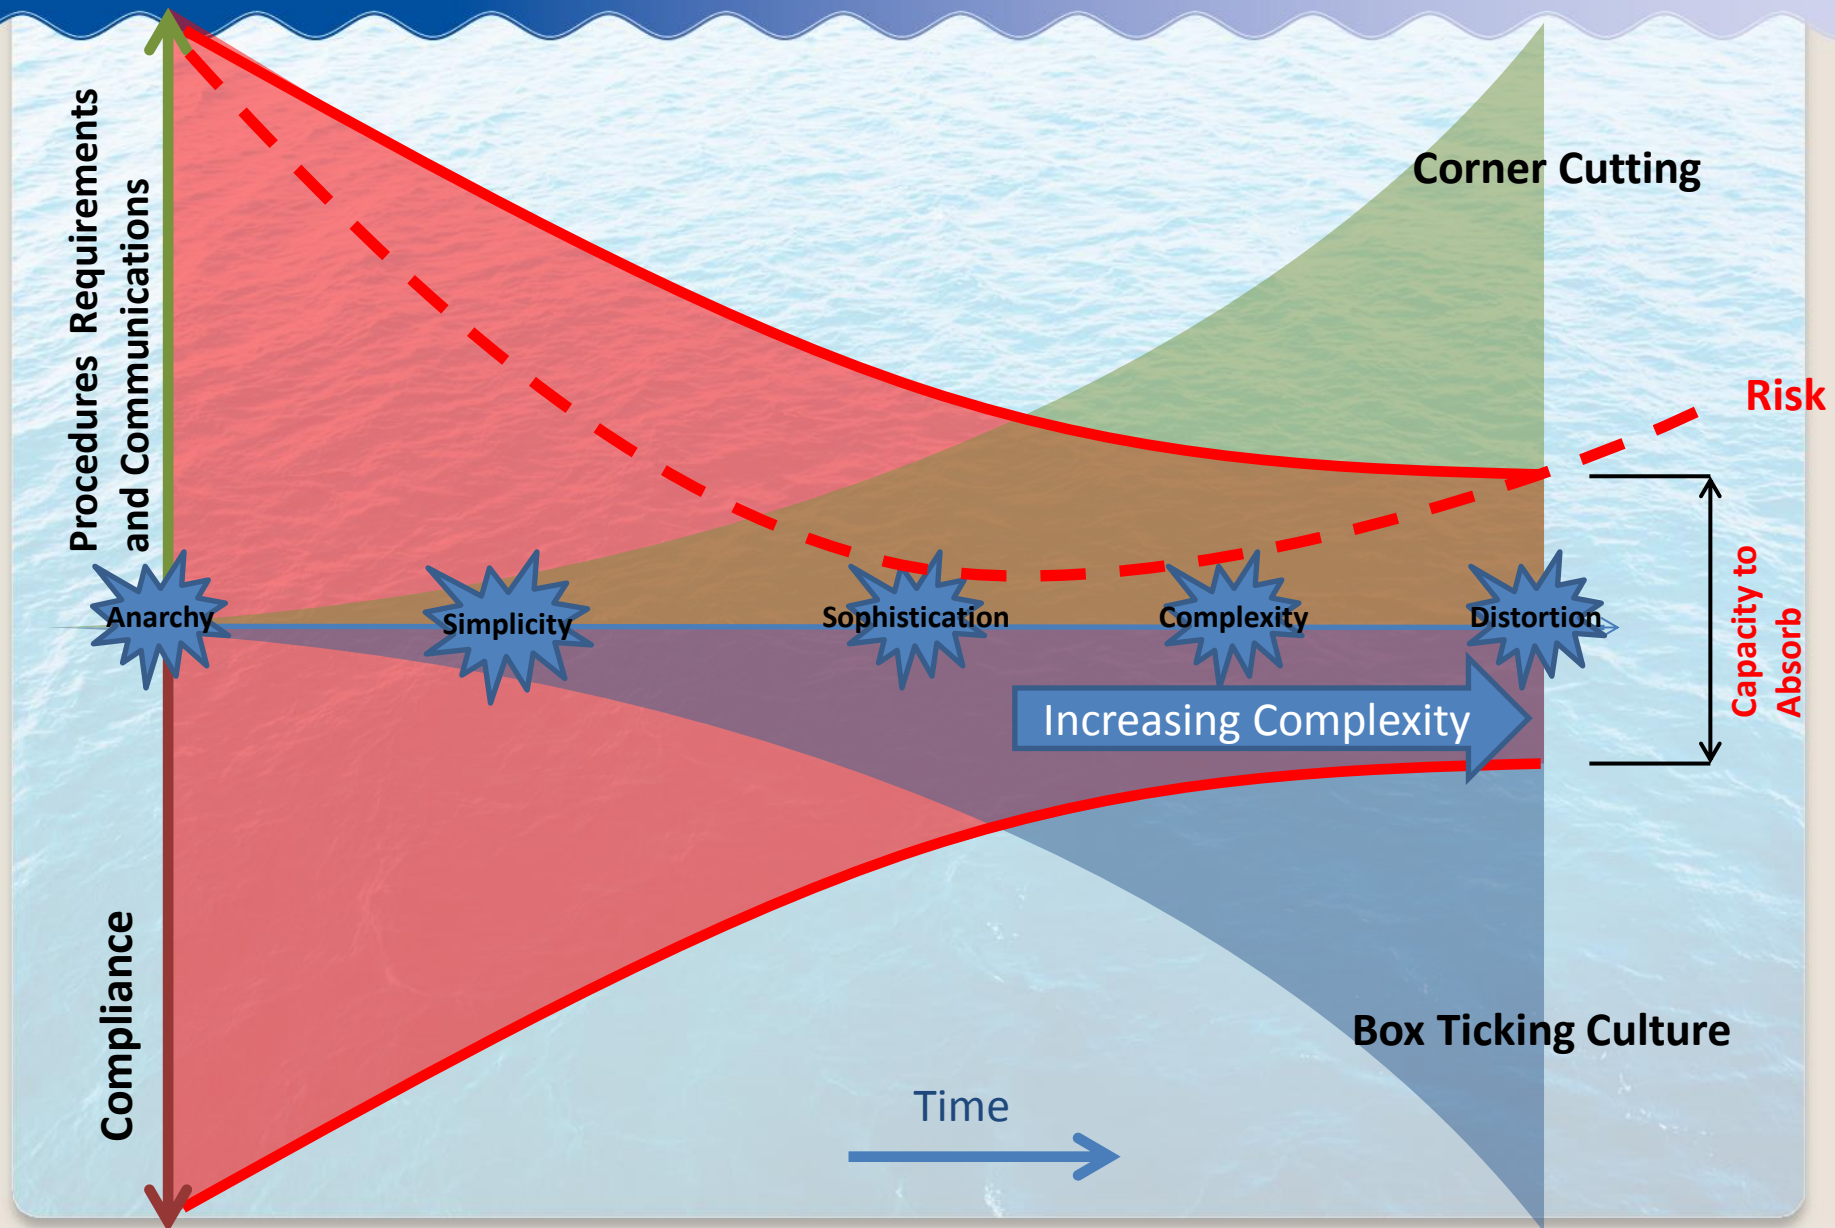 Procedures Requirements
and Communications
Corner Cutting
Risk
Anarchy
Simplicity
Sophistication
Complexity
Distortion
Capacity to
Absorb
Increasing Complexity
Compliance
Box Ticking Culture
Time